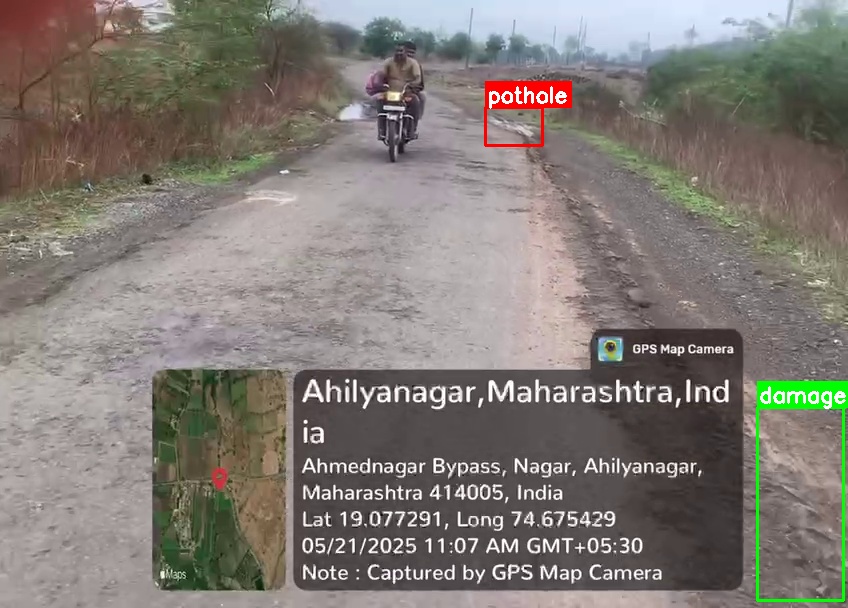 pothole
GPS Map Camera
damage
Ahilyanagar,Maharashtra,Ind
ia
Ahmednagar Bypass, Nagar, Ahilyanagar,
Maharashtra 414005, India
Lat 19.077291, Long 74.675429
05/21/2025 11:07 AM GMT+05:30
Note : Captured by GPS Map Camera
Maps